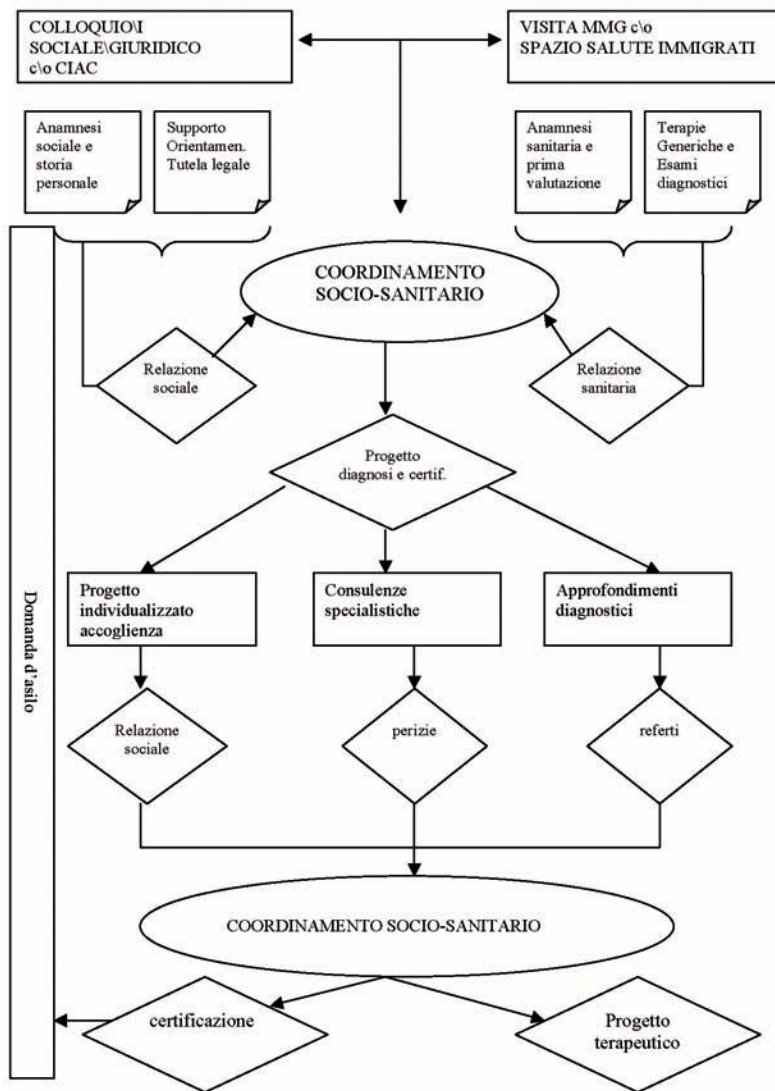 COLLOQUIO\I
SOCIALE\GIURIDICO
c\o CIAC
VISITA MMG c\o
SPAZIO SALUTE IMMIGRATI
Anamnesi
sociale e
storia
personale
Supporto
Orientamen.
Tutela legale
Anamnesi
sanitaria e
prima
valutazione
Terapie
Generiche e
Esami
diagnostici
COORDINAMENTO
SOCIO-SANITARIO
Relazione
sociale
Relazione
sanitaria
Progetto
diagnosi e certif.
Domanda d'asilo
Progetto
individualizzato
accoglienza
Consulenze
specialistiche
Approfondimenti
diagnostici
Relazione
sociale
perizie
referti
COORDINAMENTO SOCIO-SANITARIO
certificazione
Progetto
terapeutico